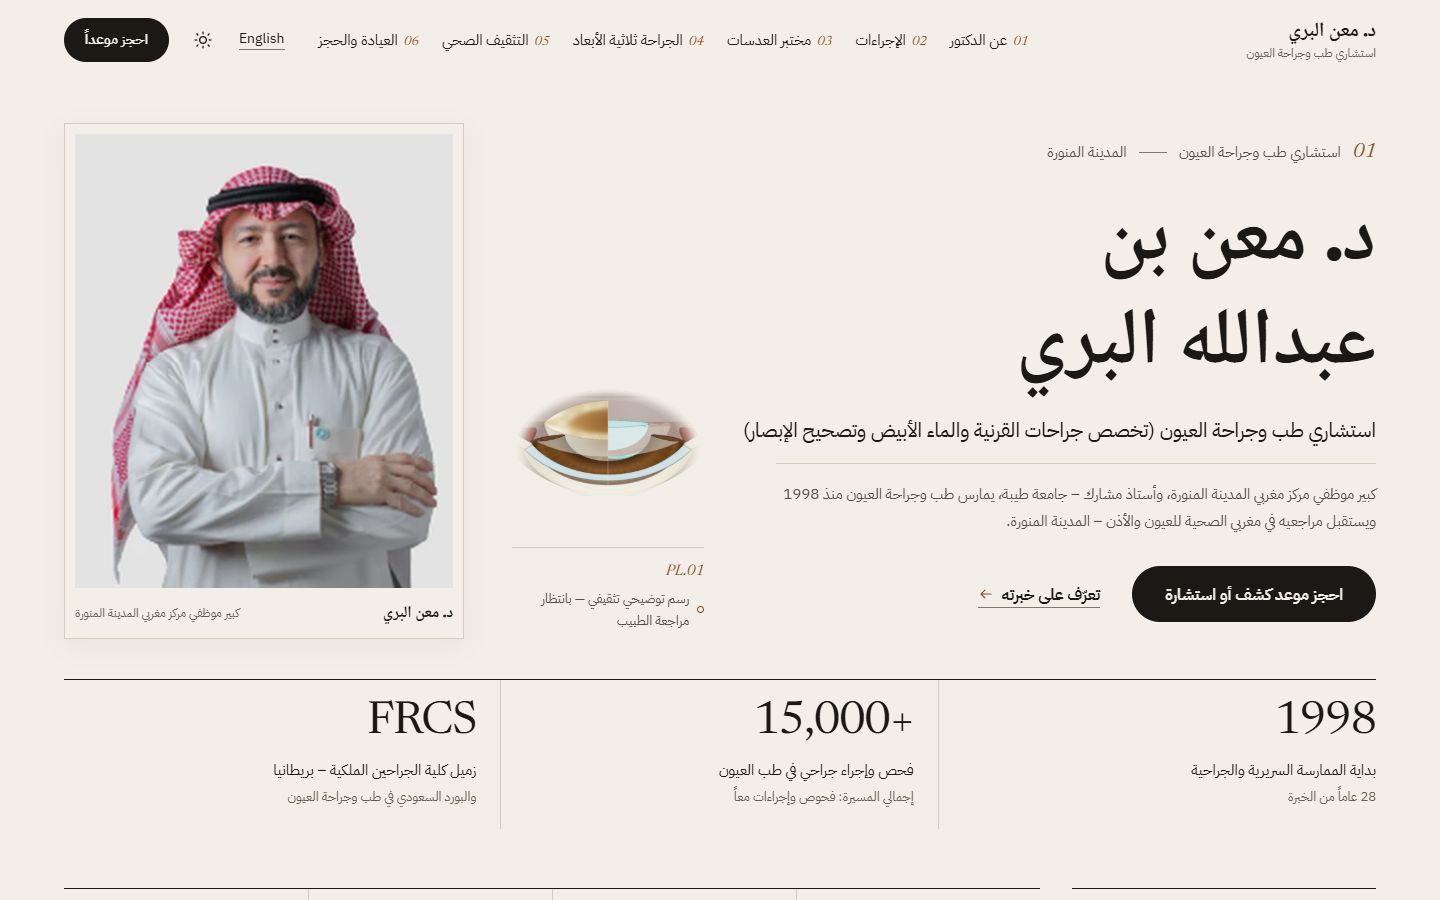 د. معن البري
استشاري طب وجراحة العيون
01 عن الدكتور
02 الإجراءات
03 مختبر العدسات
04 الجراحة ثلاثية الأبعاد
05 التثقيف الصحي
06 العيادة والحجز
English
احجز موعداً
01 استشاري طب وجراحة العيون — المدينة المنورة
د. معن بن
عبدالله البري
استشاري طب وجراحة العيون (تخصص جراحات القرنية والماء الأبيض وتصحيح الإبصار)
كبير موظفي مركز مغربي المدينة المنورة، وأستاذ مشارك – جامعة طيبة، يمارس طب وجراحة العيون منذ 1998
ويستقبل مراجعيه في مغربي الصحية للعيون والأذن – المدينة المنورة.
احجز موعد كشف أو استشارة
تعرّف على خبرته ←
PL.01
رسم توضيحي تثقيفي — بانتظار
مراجعة الطبيب
د. معن البري
كبير موظفي مركز مغربي المدينة المنورة
1998
بداية الممارسة السريرية والجراحية
28 عاماً من الخبرة
15,000+
فحص وإجراء جراحي في طب العيون
إجمالي المسيرة: فحوص وإجراءات معاً
FRCS
زميل كلية الجراحين الملكية – بريطانيا
والبورد السعودي في طب وجراحة العيون